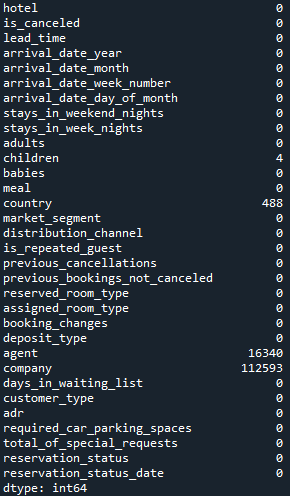 hotel 0
is_canceled 0
lead_time 0
arrival_date_year 0
arrival_date_month 0
arrival_date_week_number 0
arrival_date_day_of_month 0
stays_in_weekend_nights 0
stays_in_week_nights 0
adults 0
children 4
babies 0
meal 0
country 488
market_segment 0
distribution_channel 0
is_repeated_guest 0
previous_cancellations 0
previous_bookings_not_canceled 0
reserved_room_type 0
assigned_room_type 0
booking_changes 0
deposit_type 0
agent 16340
company 112593
days_in_waiting_list 0
customer_type 0
adr 0
required_car_parking_spaces 0
total_of_special_requests 0
reservation_status 0
reservation_status_date 0
dtype: int64